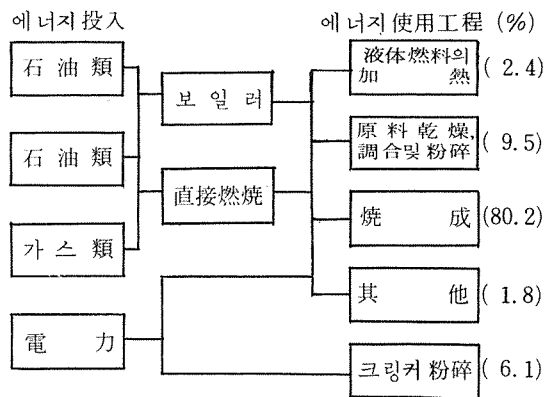 에너지投入
에너지使用工程 (%)
石油類
石油類
가스類
電力
보일러
直接燃焼
液体燃料의
加熱 ( 2.4)
原料乾燥,
調合및粉碎 ( 9.5)
焼成 (80.2)
其他 ( 1.8)
크링커 粉碎 ( 6.1)